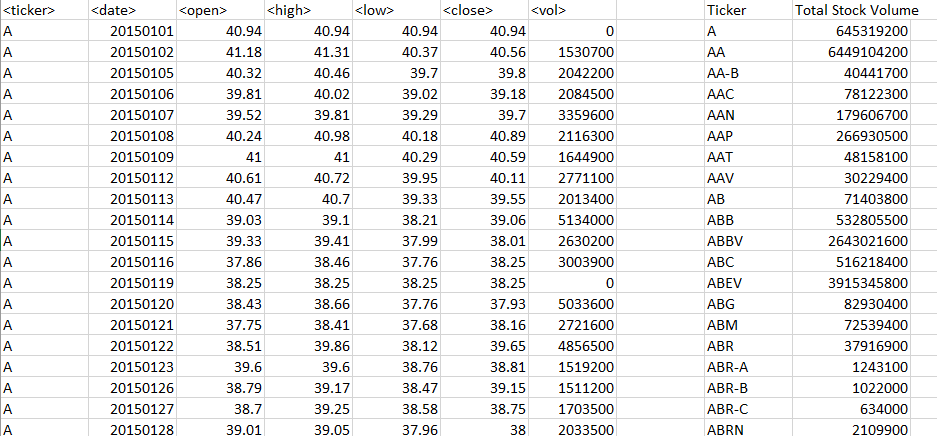 <ticker> <date> <open> <high> <low> <close> <vol> Ticker Total Stock Volume
A 20150101 40.94 40.94 40.94 40.94 0 A 645319200
A 20150102 41.18 41.31 40.37 40.56 1530700 AA 6449104200
A 20150105 40.32 40.46 39.7 39.8 2042200 AA-B 40441700
A 20150106 39.81 40.02 39.02 39.18 2084500 AAC 78122300
A 20150107 39.52 39.81 39.29 39.7 3359600 AAN 179606700
A 20150108 40.24 40.98 40.18 40.89 2116300 AAP 266930500
A 20150109 41 41 40.29 40.59 1644900 AAT 48158100
A 20150112 40.61 40.72 39.95 40.11 2771100 AAV 30229400
A 20150113 40.47 40.7 39.33 39.55 2013400 AB 71403800
A 20150114 39.03 39.1 38.21 39.06 5134000 ABB 532805500
A 20150115 39.33 39.41 37.99 38.01 2630200 ABBV 2643021600
A 20150116 37.86 38.46 37.76 38.25 3003900 ABC 516218400
A 20150119 38.25 38.25 38.25 38.25 0 ABEV 3915345800
A 20150120 38.43 38.66 37.76 37.93 5033600 ABG 82930400
A 20150121 37.75 38.41 37.68 38.16 2721600 ABM 72539400
A 20150122 38.51 39.86 38.12 39.65 4856500 ABR 37916900
A 20150123 39.6 39.6 38.76 38.81 1519200 ABR-A 1243100
A 20150126 38.79 39.17 38.47 39.15 1511200 ABR-B 1022000
A 20150127 38.7 39.25 38.58 38.75 1703500 ABR-C 634000
A 20150128 39.01 39.05 37.96 38 2033500 ABRN 2109900